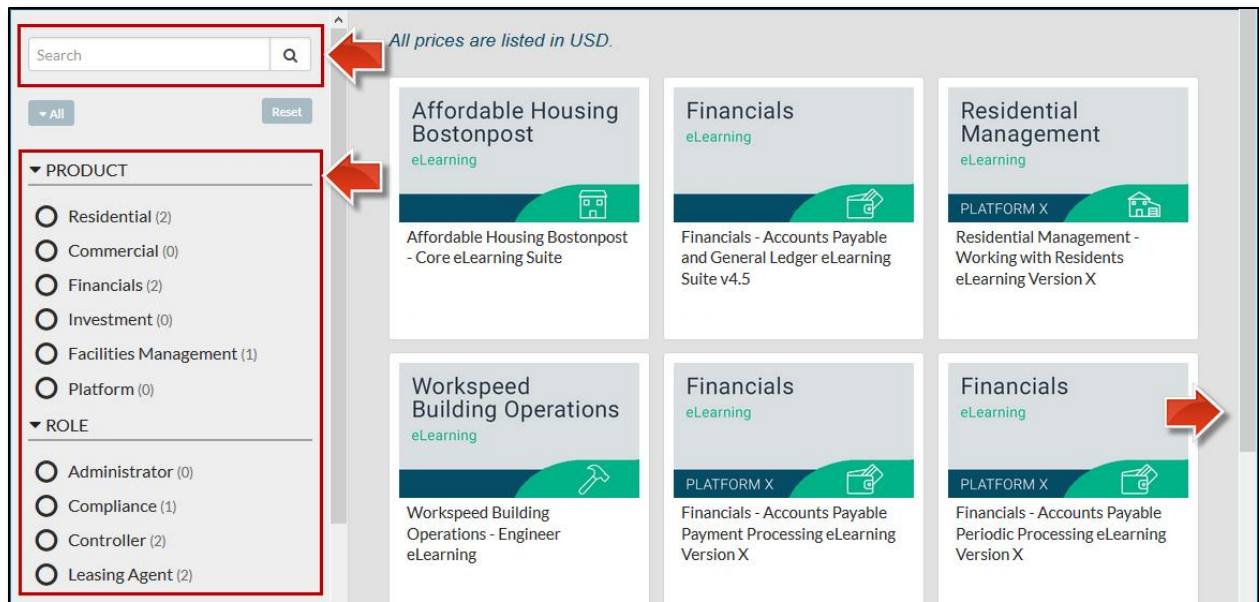 Search
All
Reset
PRODUCT
Residential (2)
Commercial (0)
Financials (2)
Investment (0)
Facilities Management (1)
Platform (0)
ROLE
Administrator (0)
Compliance (1)
Controller (2)
Leasing Agent (2)
All prices are listed in USD.
Affordable Housing
Bostonpost
eLearning
Affordable Housing Bostonpost
- Core eLearning Suite
Financials
eLearning
Financials - Accounts Payable
and General Ledger eLearning
Suite v4.5
Residential
Management
eLearning
PLATFORM X
Residential Management -
Working with Residents
eLearning Version X
Workspeed
Building Operations
eLearning
Workspeed Building
Operations - Engineer
eLearning
Financials
eLearning
PLATFORM X
Financials - Accounts Payable
Payment Processing eLearning
Version X
Financials
eLearning
PLATFORM X
Financials - Accounts Payable
Periodic Processing eLearning
Version X